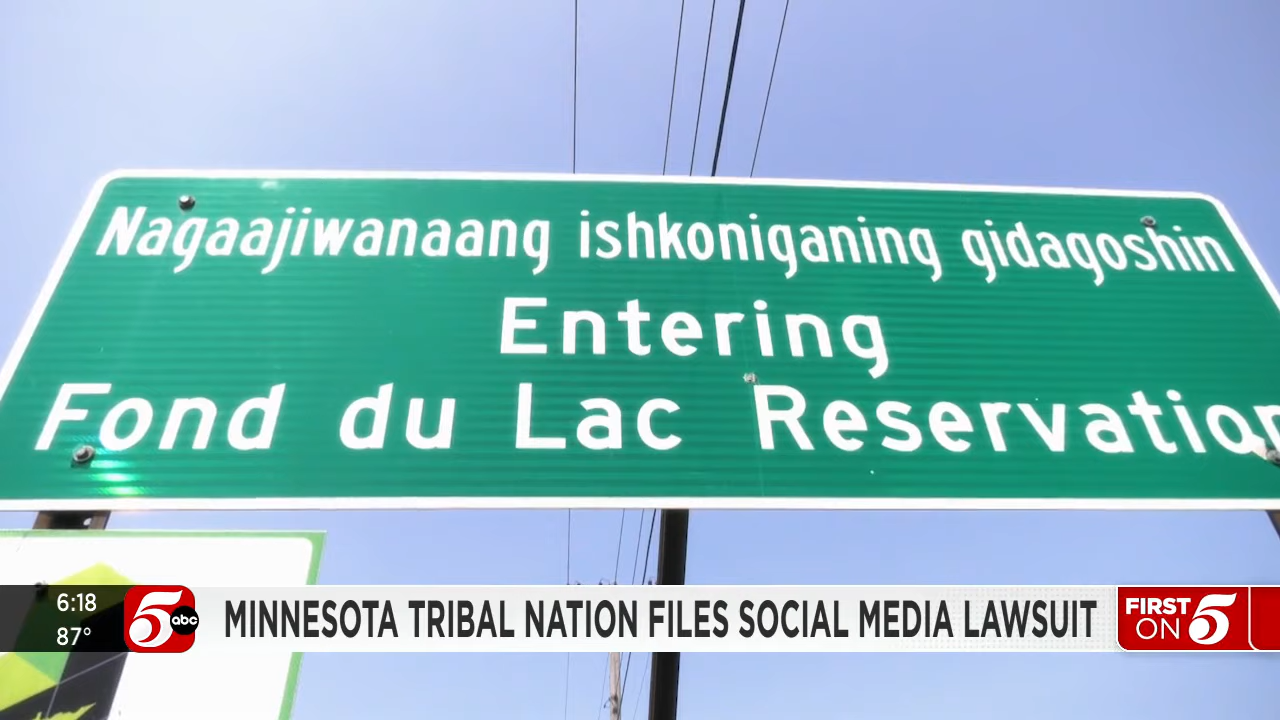 Nagaajiwanaang ishkoniganing gidagoshin
Entering
Fond du Lac Reservation
6:18
87°
5 abc
MINNESOTA TRIBAL NATION FILES SOCIAL MEDIA LAWSUIT
FIRST
ON 5